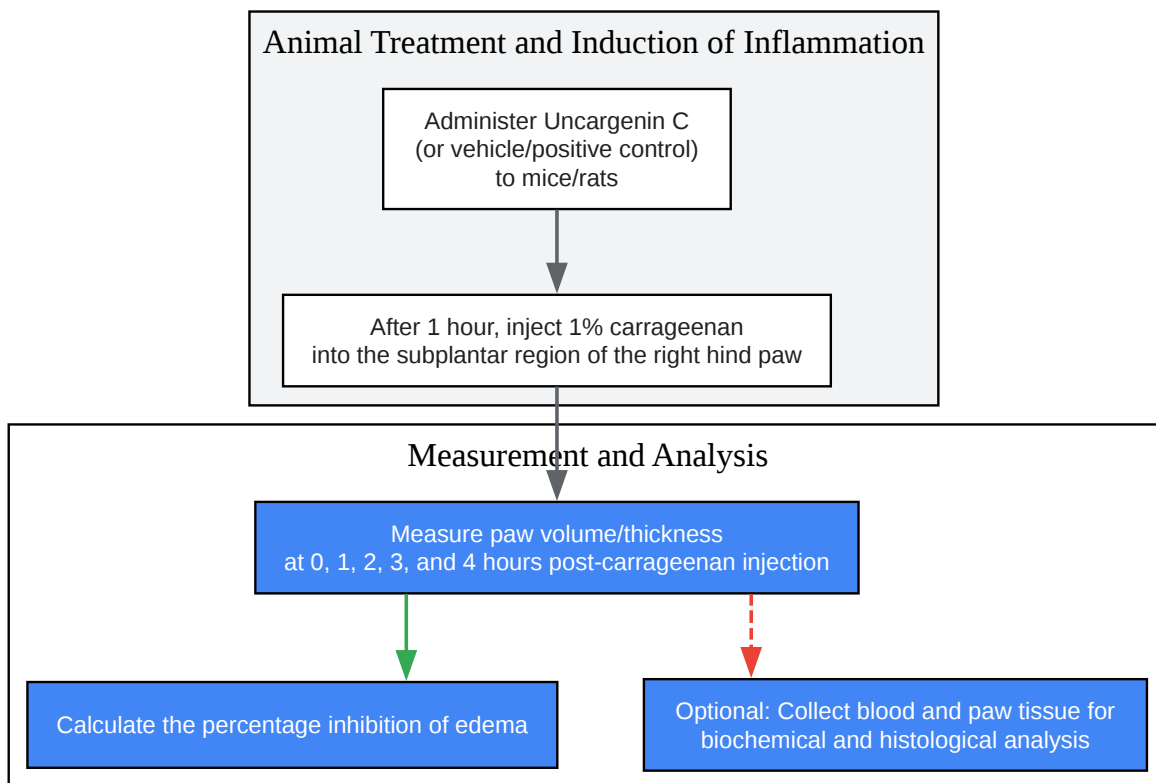 Animal Treatment and Induction of Inflammation
Administer Uncargenin C
(or vehicle/positive control)
to mice/rats
After 1 hour, inject 1% carrageenan
into the subplantar region of the right hind paw
Measurement and Analysis
Measure paw volume/thickness
at 0, 1, 2, 3, and 4 hours post-carrageenan injection
Calculate the percentage inhibition of edema
Optional: Collect blood and paw tissue for
biochemical and histological analysis